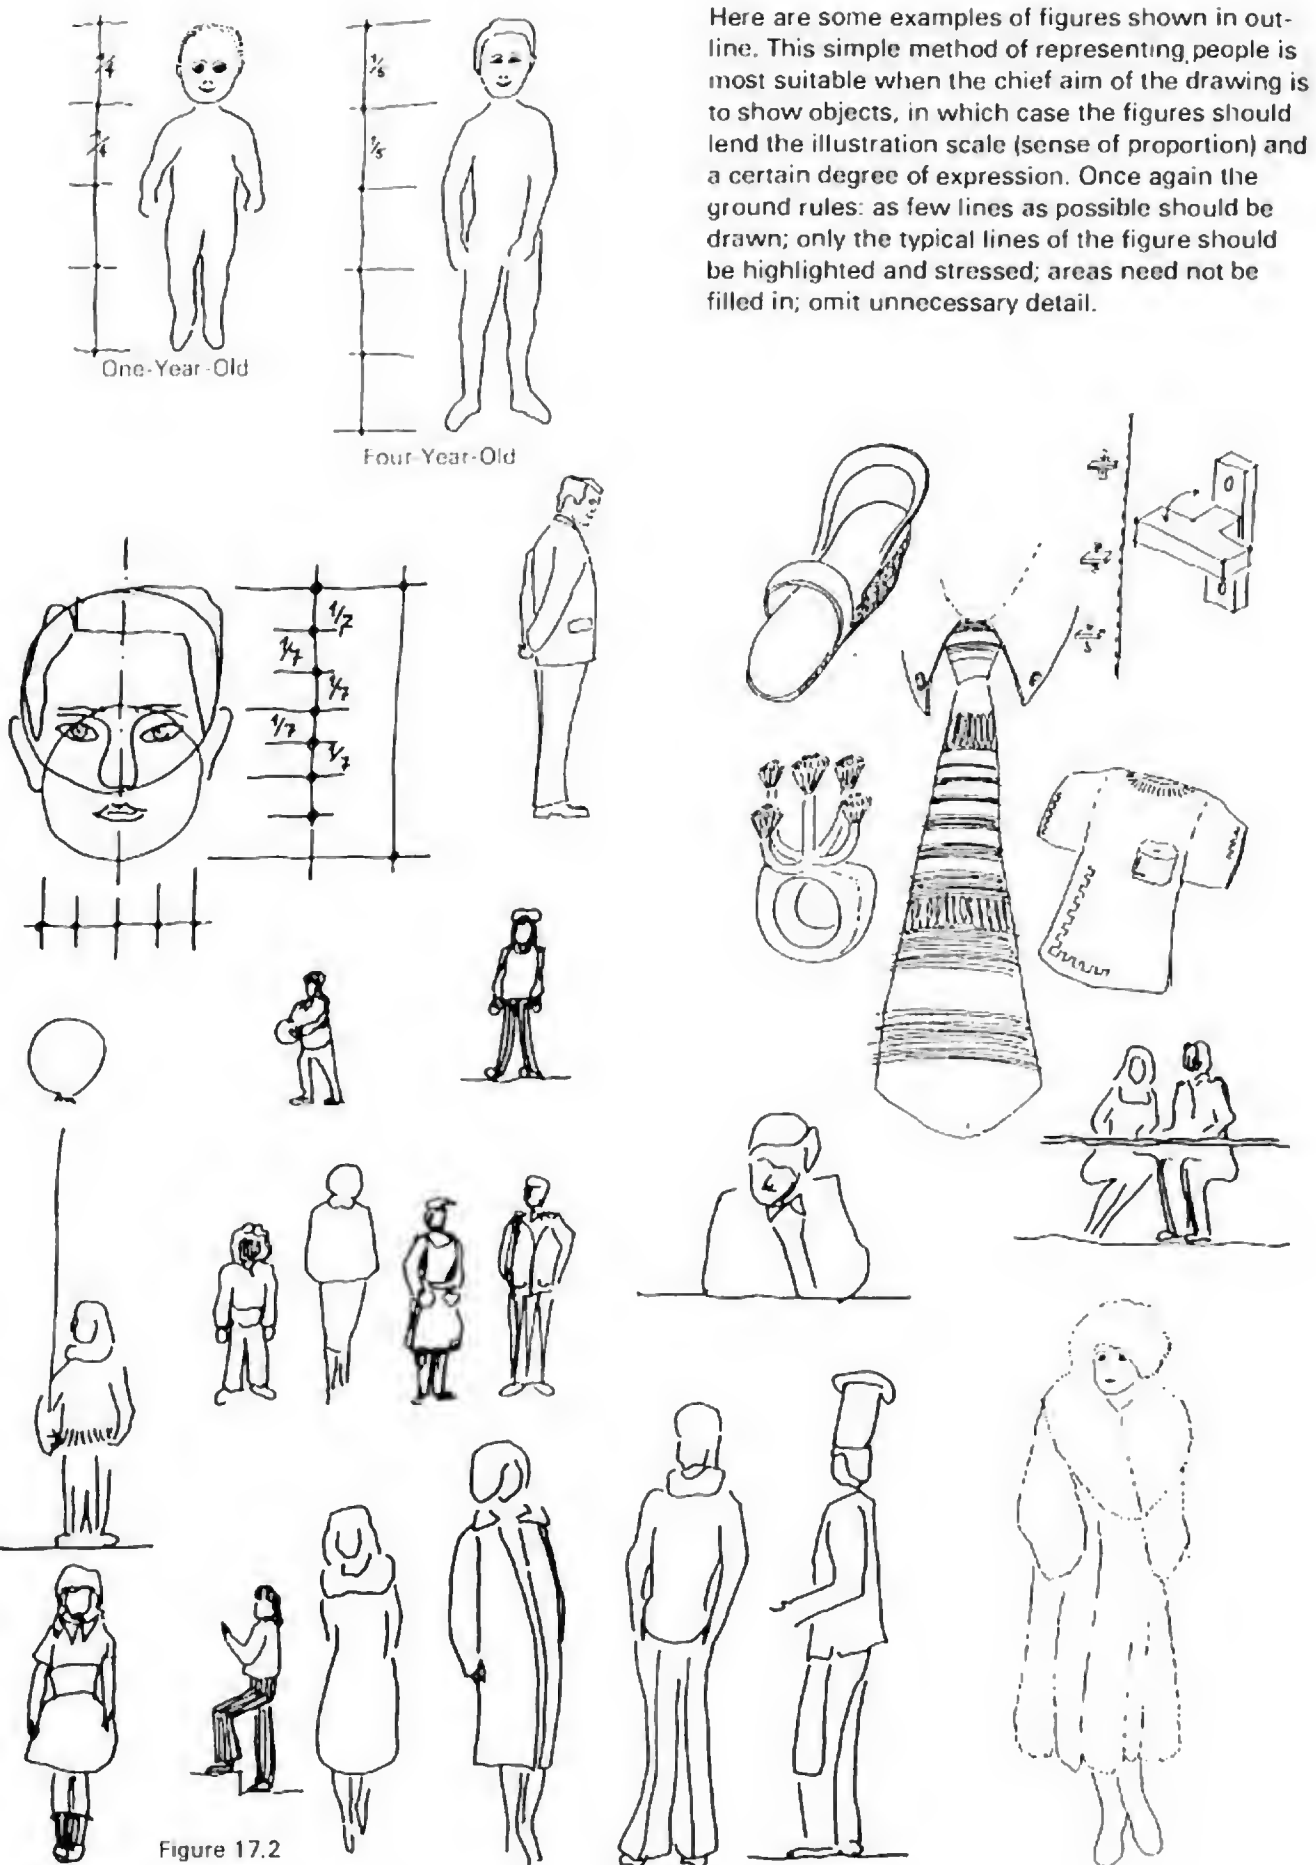 Here are some examples of figures shown in out-
line. This simple method of representing people is
most suitable when the chief aim of the drawing is
to show objects, in which case the figures should
lend the illustration scale (sense of proportion) and
a certain degree of expression. Once again the
ground rules: as few lines as possible should be
drawn; only the typical lines of the figure should
be highlighted and stressed; areas need not be
filled in; omit unnecessary detail.
1/4
1/4
One-Year-Old
1/5
1/5
Four-Year-Old
1/7
1/7
1/7
1/7
1/7
Figure 17.2